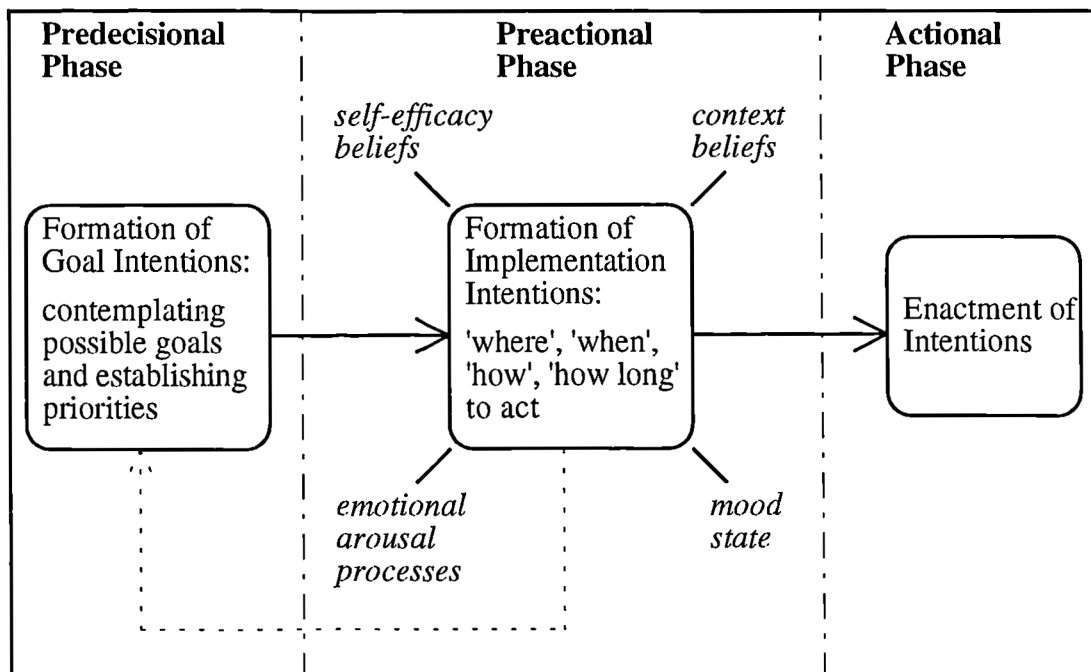 Predecisional
Phase
Preactional
Phase
Actional
Phase
self-efficacy
beliefs
context
beliefs
Formation of
Goal Intentions:
contemplating
possible goals
and establishing
priorities
Formation of
Implementation
Intentions:
'where', 'when',
'how', 'how long'
to act
Enactment of
Intentions
emotional
arousal
processes
mood
state